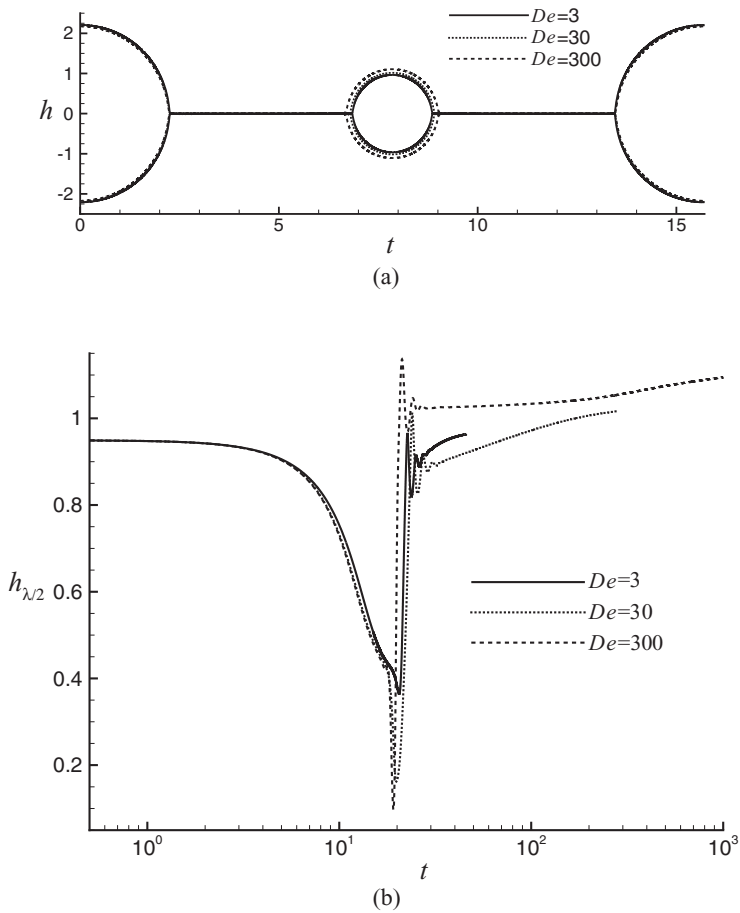 De=3
De=30
De=300
2
1
h 0
-1
-2
0 5 10 15
t
(a)
1
0.8
h_{λ/2} 0.6
0.4
0.2
De=3
De=30
De=300
10^0 10^1 10^2 10^3
t
(b)